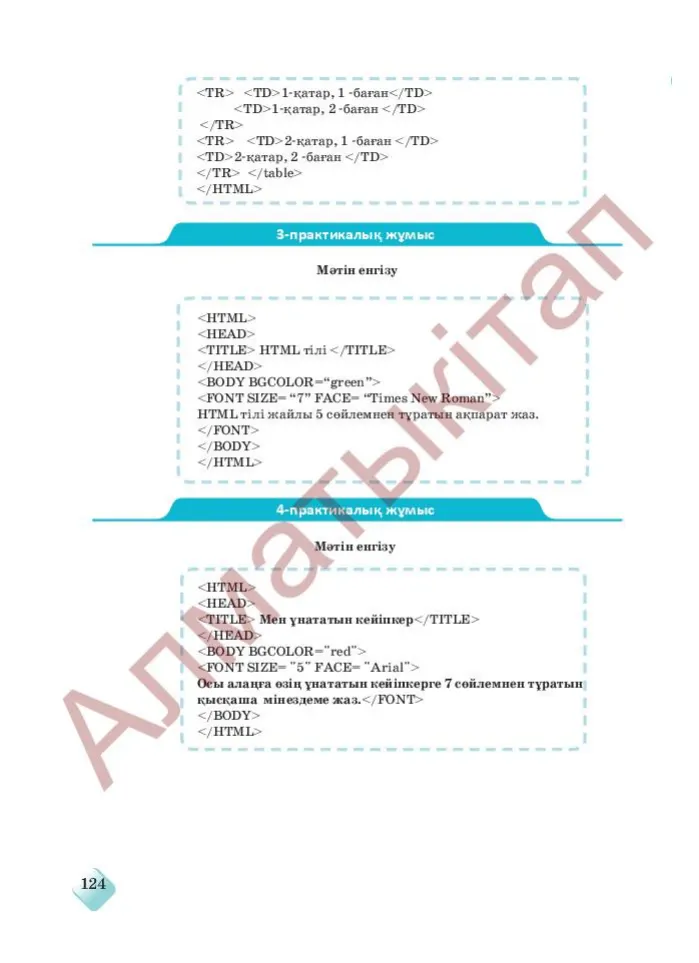 <TR>   <TD>1-қатар, 1 -баған</TD>
<TD>1-қатар, 2 -баған </TD>
</TR>
<TR>   <TD>2-қатар, 1 -баған </TD>
<TD>2-қатар, 2 -баған </TD>
</TR>  </table>
</HTML>
3-практикалық жұмыс
Мәтін енгізу
<HTML>
<HEAD>
<TITLE> HTML тілі </TITLE>
</HEAD>
<BODY BGCOLOR=“green”>
<FONT SIZE= “7” FACE= “Times New Roman”>
HTML тілі жайлы 5 сөйлемнен тұратын ақпарат жаз.
</FONT>
</BODY>
</HTML>
4-практикалық жұмыс
Мәтін енгізу
<HTML>
<HEAD>
<TITLE> Мен ұнататын кейіпкер</TITLE>
</HEAD>
<BODY BGCOLOR="red">
<FONT SIZE= "5" FACE= "Arial">
Осы алаңға өзің ұнататын кейіпкерге 7 сөйлемнен тұратын
қысқаша мінездеме жаз.</FONT>
</BODY>
</HTML>
Алматыкітап
124